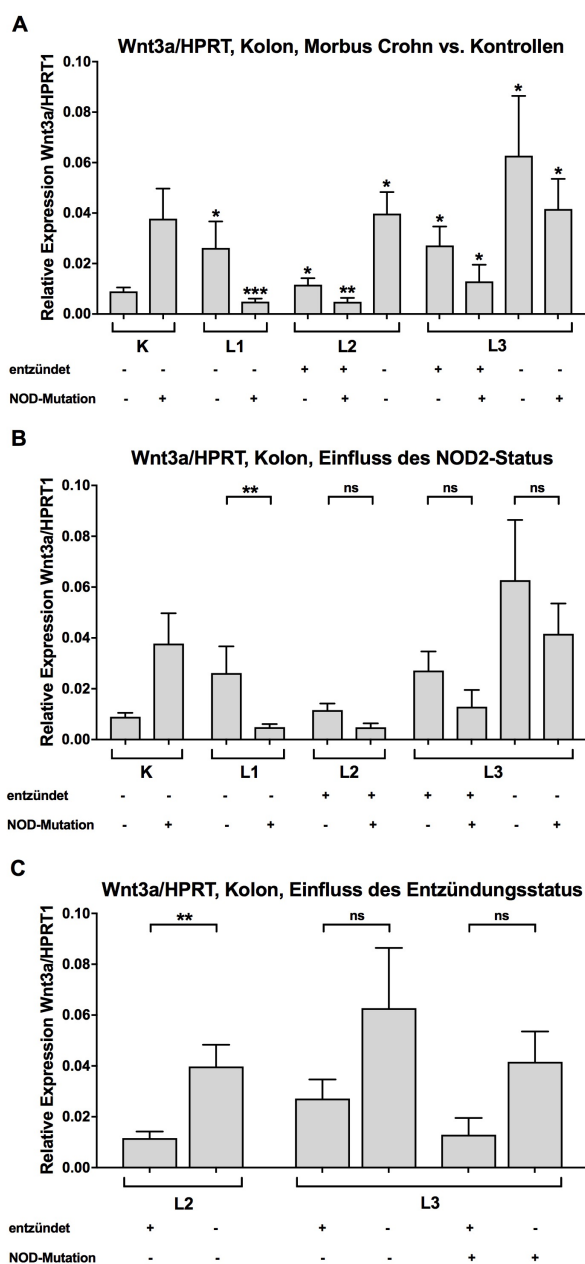 A
Wnt3a/HPRT, Kolon, Morbus Crohn vs. Kontrollen
Relative Expression Wnt3a/HPRT1
0.10
0.08
0.06
0.04
0.02
0.00
* *** * ** * * * * *
K L1 L2 L3
entzündet - - - - + + - + + - -
NOD-Mutation - + - + - + - - + - +
B
Wnt3a/HPRT, Kolon, Einfluss des NOD2-Status
Relative Expression Wnt3a/HPRT1
0.10
0.08
0.06
0.04
0.02
0.00
** ns ns ns
K L1 L2 L3
entzündet - - - - + + + + - -
NOD-Mutation - + - + - + - + - +
C
Wnt3a/HPRT, Kolon, Einfluss des Entzündungsstatus
Relative Expression Wnt3a/HPRT1
0.10
0.08
0.06
0.04
0.02
0.00
** ns ns
L2 L3
entzündet + - + - + -
NOD-Mutation - - - - + +